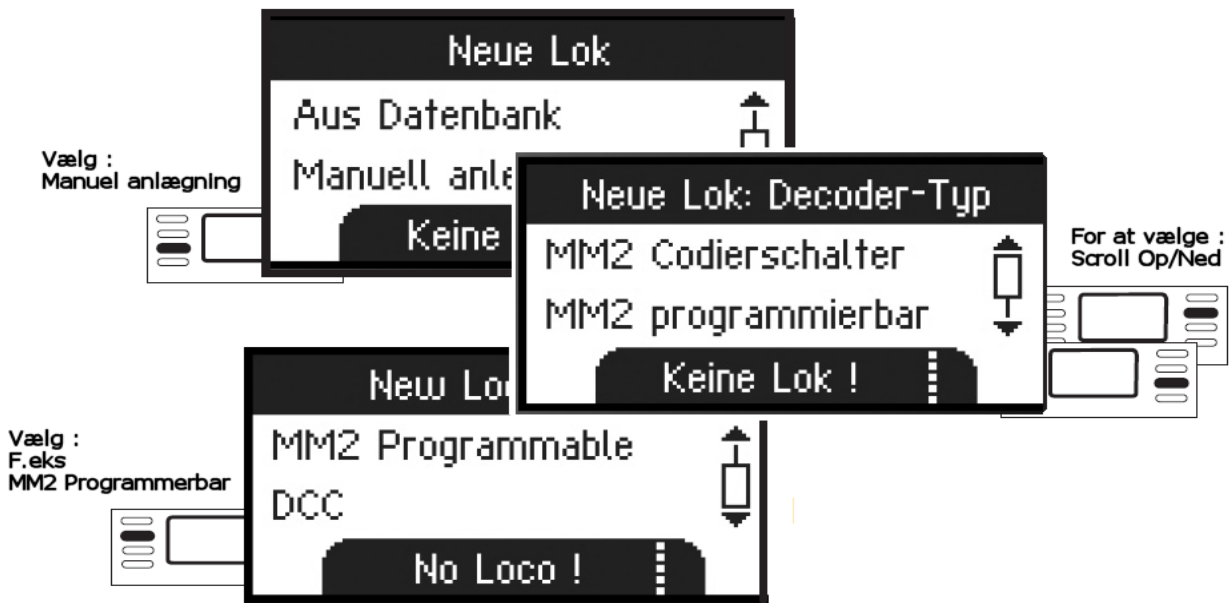 Neue Lok
Aus Datenbank
Manuell anle
Keine
Vælg :
Manuel anlægning
Neue Lok: Decoder-Typ
MM2 Codierschalter
MM2 programmierbar
Keine Lok !
For at vælge :
Scroll Op/Ned
New Lo
MM2 Programmable
DCC
No Loco !
Vælg :
F.eks
MM2 Programmerbar